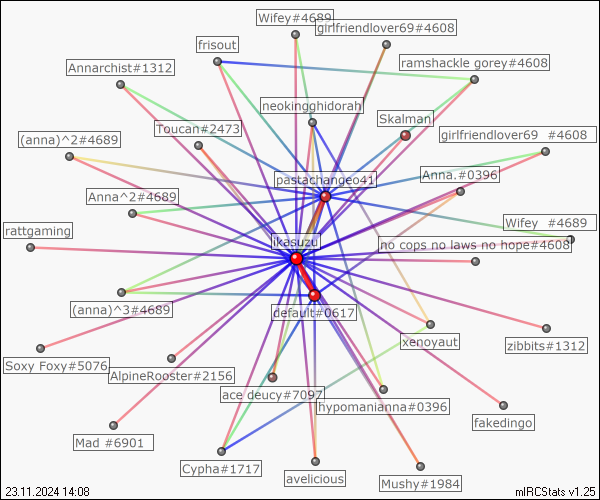 Wifey#4689
girlfriendlover69#4608
frisout
ramshackle gorey#4608
Annarchist#1312
neokingghidorah
Skalman
Toucan#2473
girlfriendlover69 #4608
(anna)^2#4689
pastachangeo41
Anna.#0396
Anna^2#4689
Wifey #4689
rattgaming
ikasuzu
no cops no laws no hope#4608
(anna)^3#4689
default#0617
xenoyaut
zibbits#1312
Soxy Foxy#5076
AlpineRooster#2156
ace deucy#7097
hypomanianna#0396
fakedingo
Mad #6901
Cypha#1717
avelicious
Mushy#1984
23.11.2024 14:08
mIRCStats v1.25